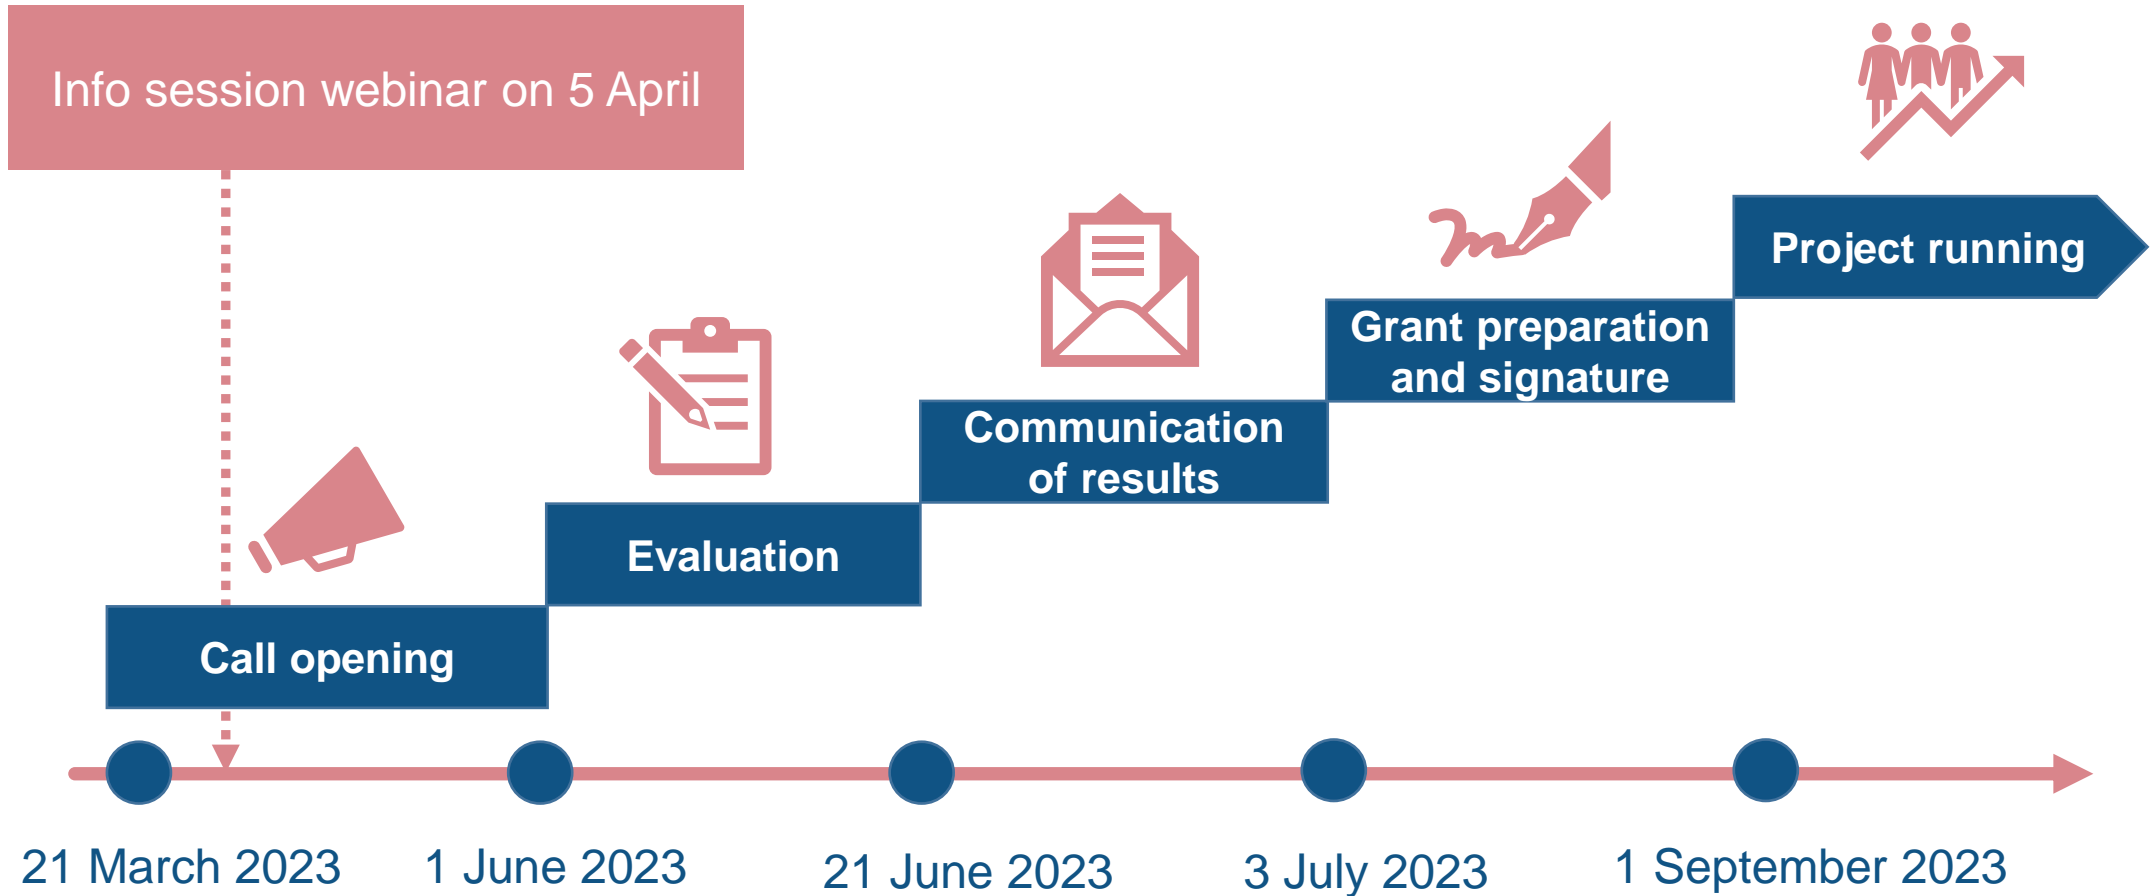 Info session webinar on 5 April
Project running
Grant preparation
and signature
Communication
of results
Evaluation
Call opening
21 March 2023
1 June 2023
21 June 2023
3 July 2023
1 September 2023